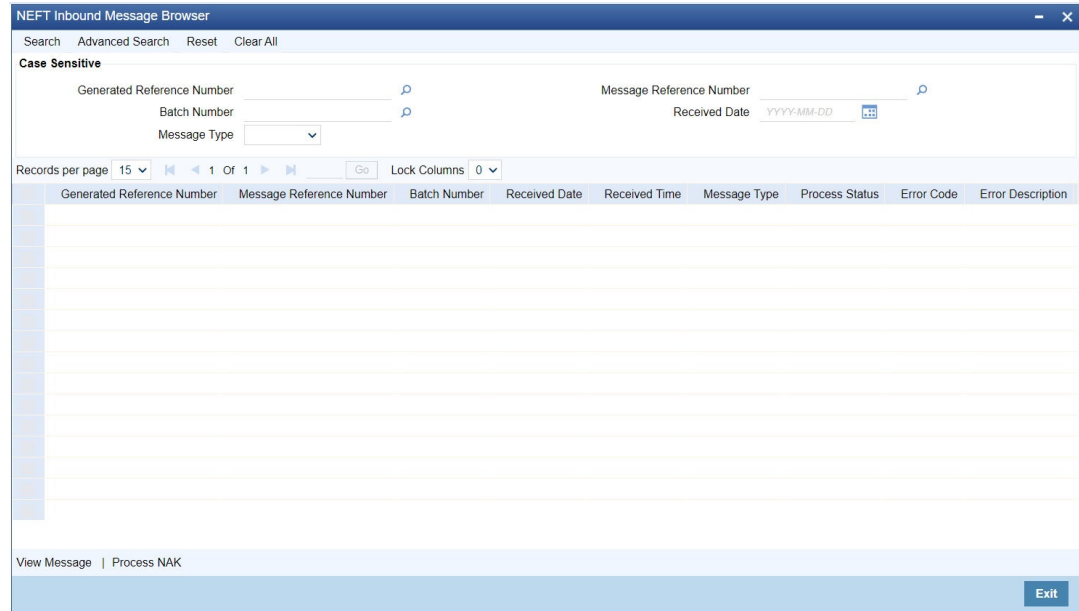 NEFT Inbound Message Browser
Search Advanced Search Reset Clear All
Case Sensitive
Generated Reference Number Message Reference Number
Batch Number Received Date YYYY-MM-DD
Message Type
Records per page 15 1 Of 1 Go Lock Columns 0
Generated Reference Number Message Reference Number Batch Number Received Date Received Time Message Type Process Status Error Code Error Description
View Message | Process NAK
Exit